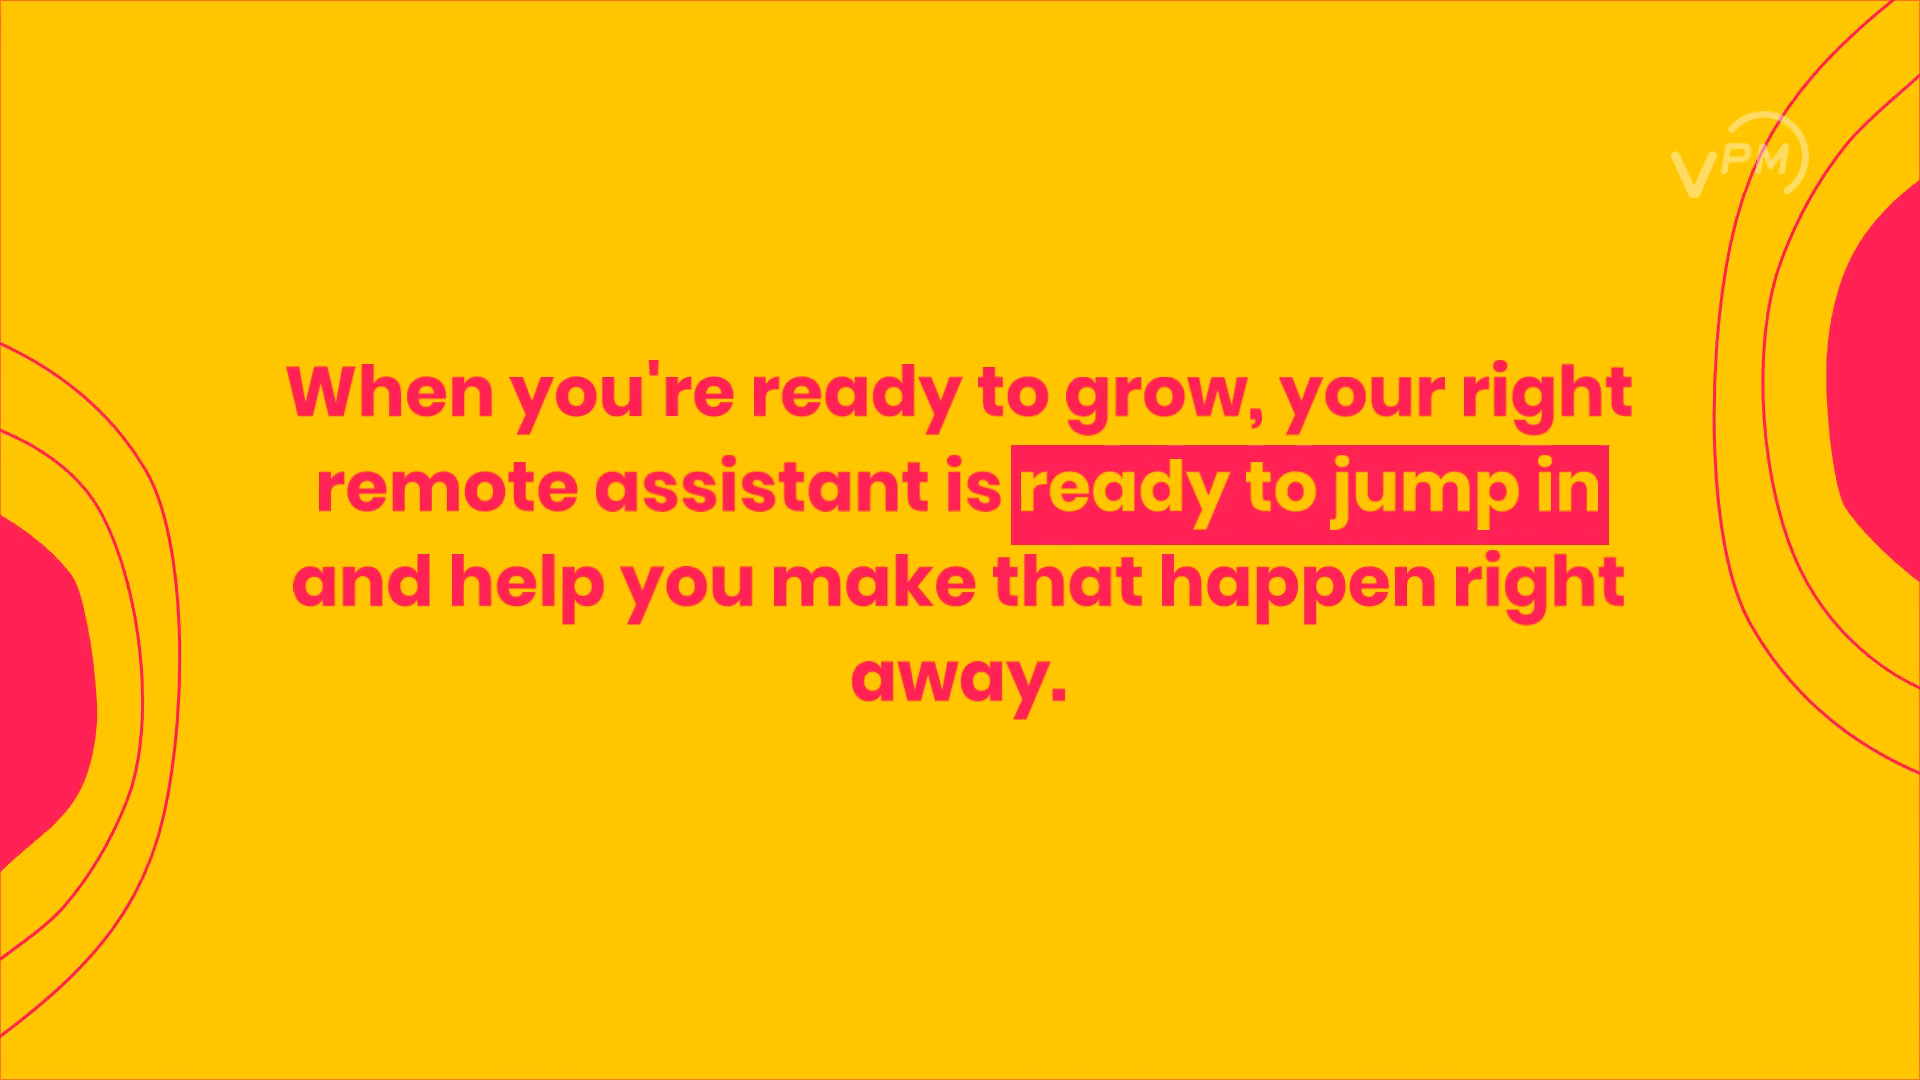 VPM
When you're ready to grow, your right
remote assistant is ready to jump in
and help you make that happen right
away.